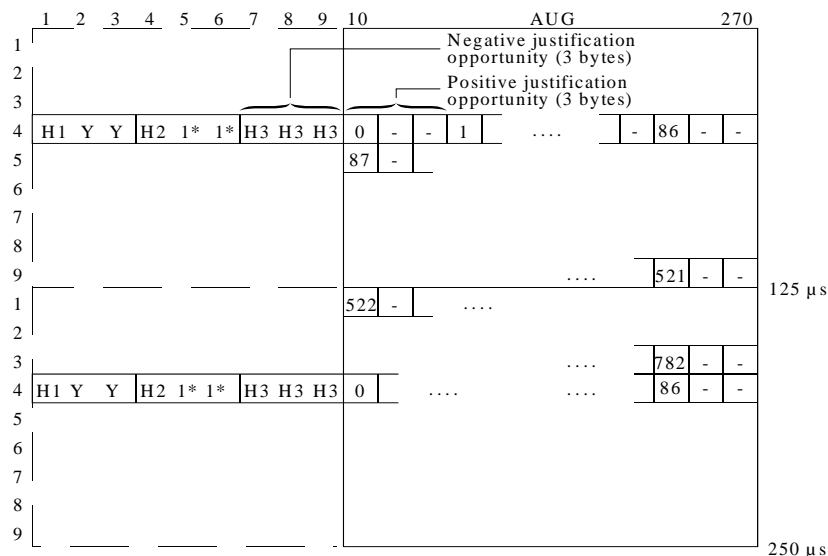 1 2 3 4 5 6 7 8 9 10 AUG 270
1
Negative justification
opportunity (3 bytes)
2
Positive justification
opportunity (3 bytes)
3
4 H1 Y Y H2 1* 1* H3 H3 H3 0 - - 1 .... - 86 - -
5 87 -
6
7
8
9 .... 521 - -
125 µs
1 522 - ....
2
3 .... 782 - -
4 H1 Y Y H2 1* 1* H3 H3 H3 0 .... .... 86 - -
5
6
7
8
9
250 µs